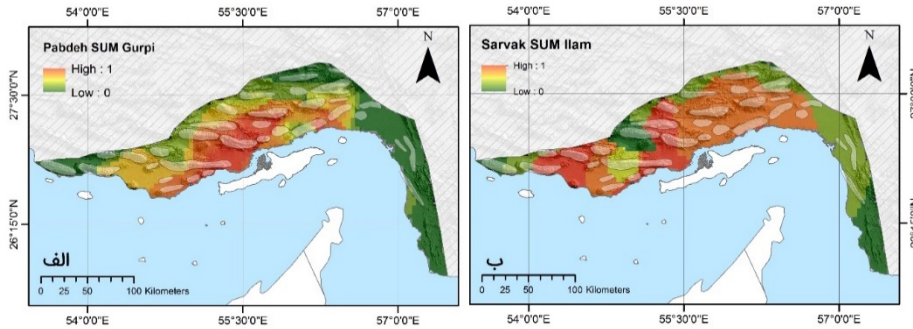 54°0'0"E
55°30'0"E
57°0'0"E
Pabdeh SUM Gurpi
High : 1
Low : 0
N
27°30'0"N
26°15'0"N
الف
0 25 50 100 Kilometers
54°0'0"E
55°30'0"E
57°0'0"E
54°0'0"E
55°30'0"E
57°0'0"E
Sarvak SUM Ilam
High : 1
Low : 0
N
ب
0 25 50 100 Kilometers
54°0'0"E
55°30'0"E
57°0'0"E